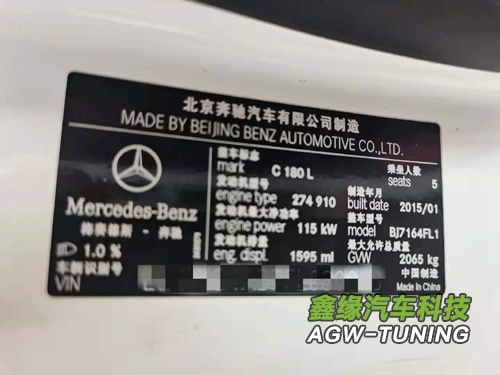 北京奔驰汽车有限公司制造
MADE BY BEIJING BENZ AUTOMOTIVE CO.,LTD.
整车标志
mark C 180 L
乘坐人数
seats 5
发动机型号
engine type 274 910
制造年月
built date 2015/01
发动机最大净功率
engine power 115 kW
整车型号
model BJ7164FL1
发动机排量
eng. displ. 1595 ml
最大允许总质量
GVW 2065 kg
Mercedes-Benz
梅赛德斯 - 奔驰
1.0 %
车辆识别号
VIN
中国制造
Made in China
鑫缘汽车科技
AGW-TUNING